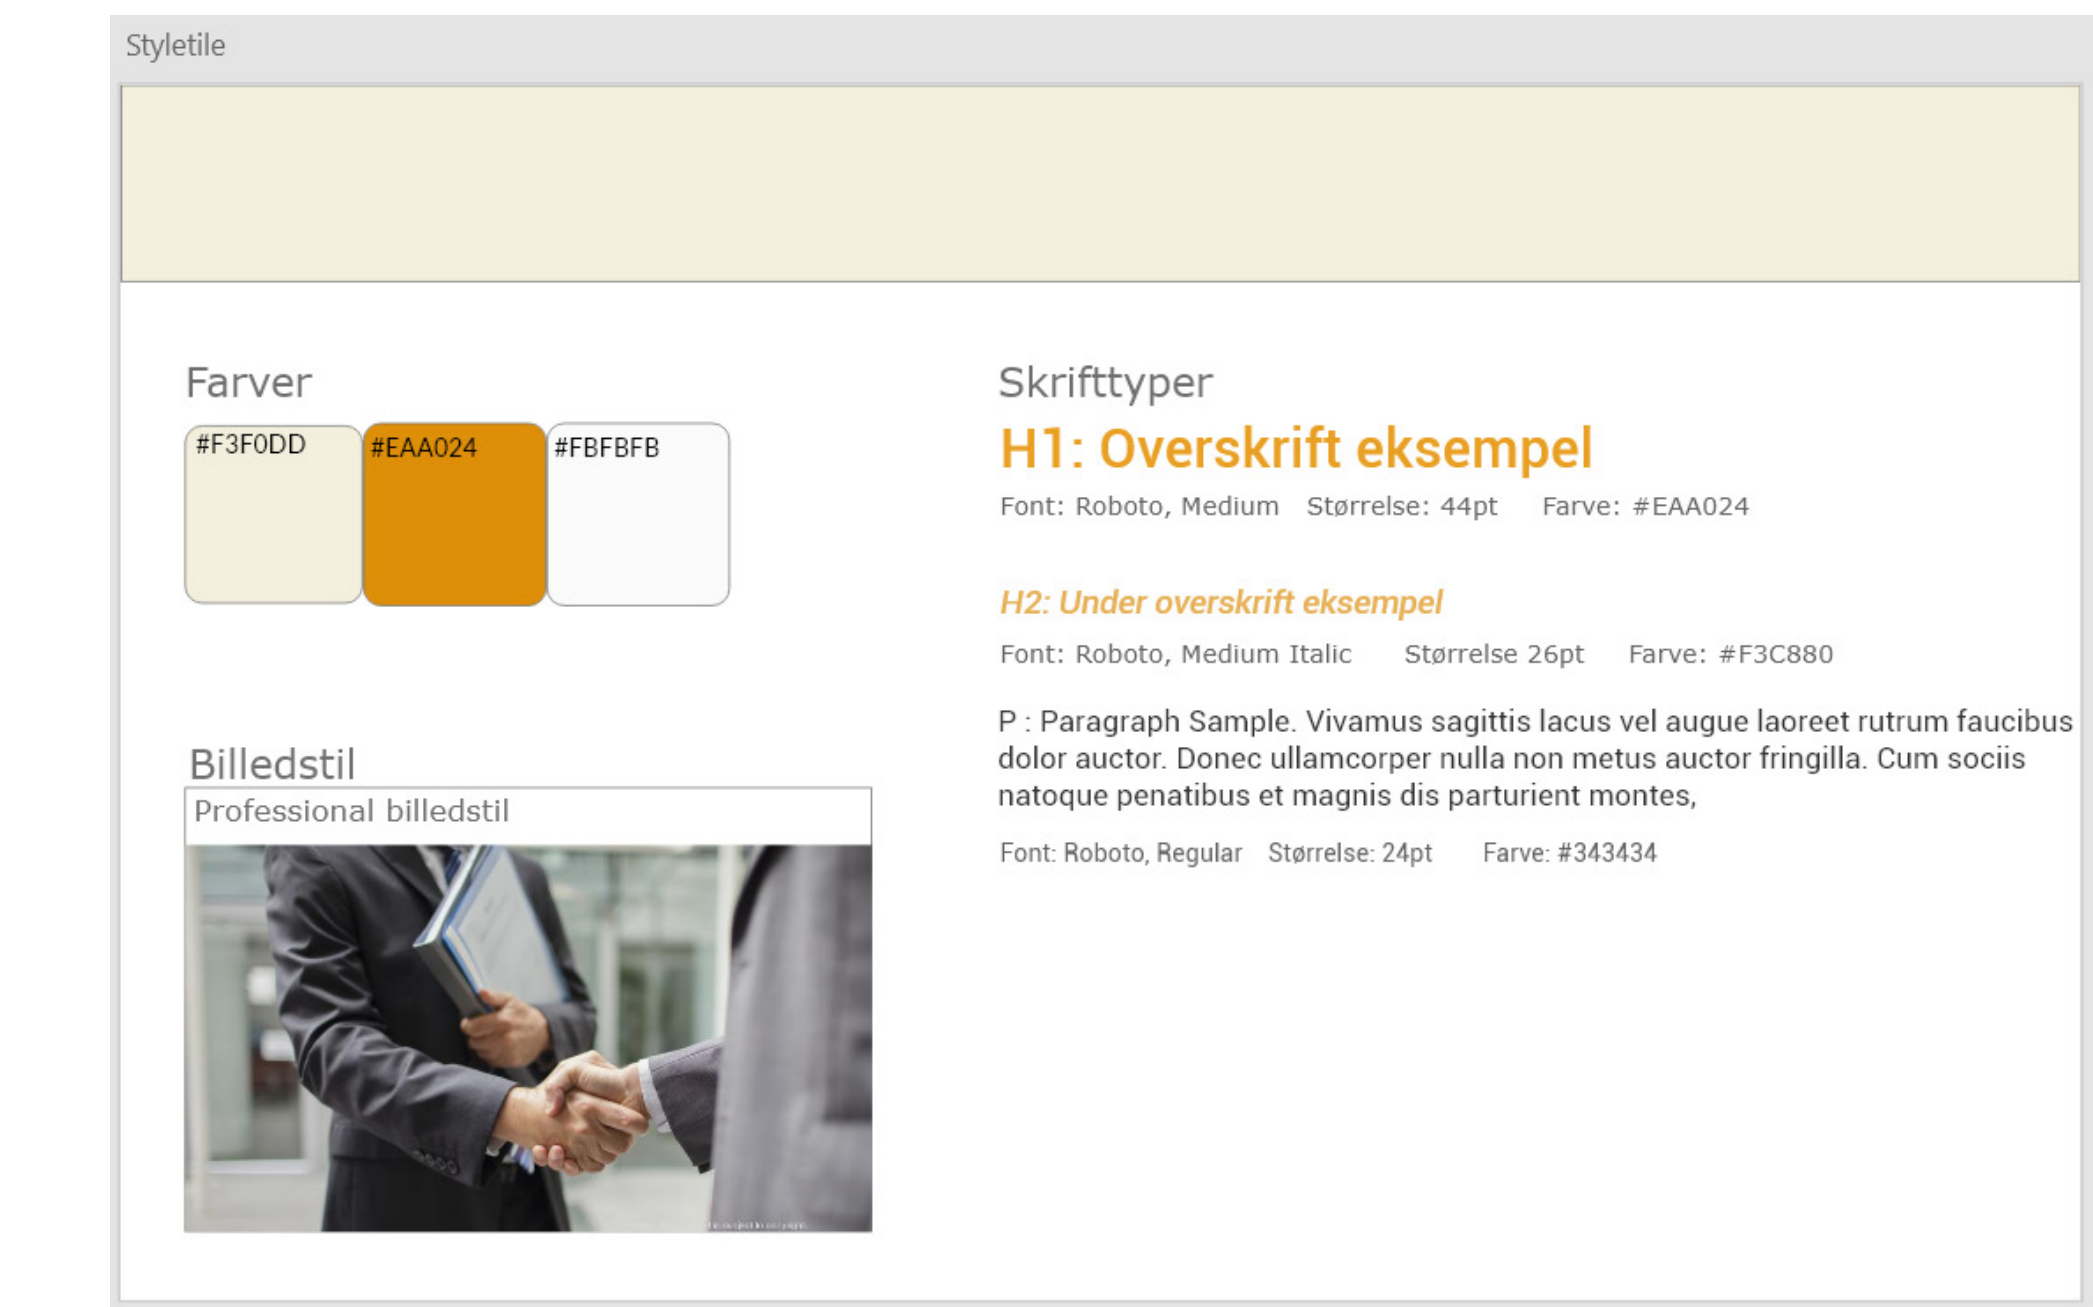 Styletile
Farver
#F3F0DD
#EAA024
#FBFBFB
Billedstil
Professional billedstil
Skrifttyper
H1: Overskrift eksempel
Font: Roboto, Medium Størrelse: 44pt Farve: #EAA024
H2: Under overskrift eksempel
Font: Roboto, Medium Italic Størrelse 26pt Farve: #F3C880
P : Paragraph Sample. Vivamus sagittis lacus vel augue laoreet rutrum faucibus
dolor auctor. Donec ullamcorper nulla non metus auctor fringilla. Cum sociis
natoque penatibus et magnis dis parturient montes,
Font: Roboto, Regular Størrelse: 24pt Farve: #343434